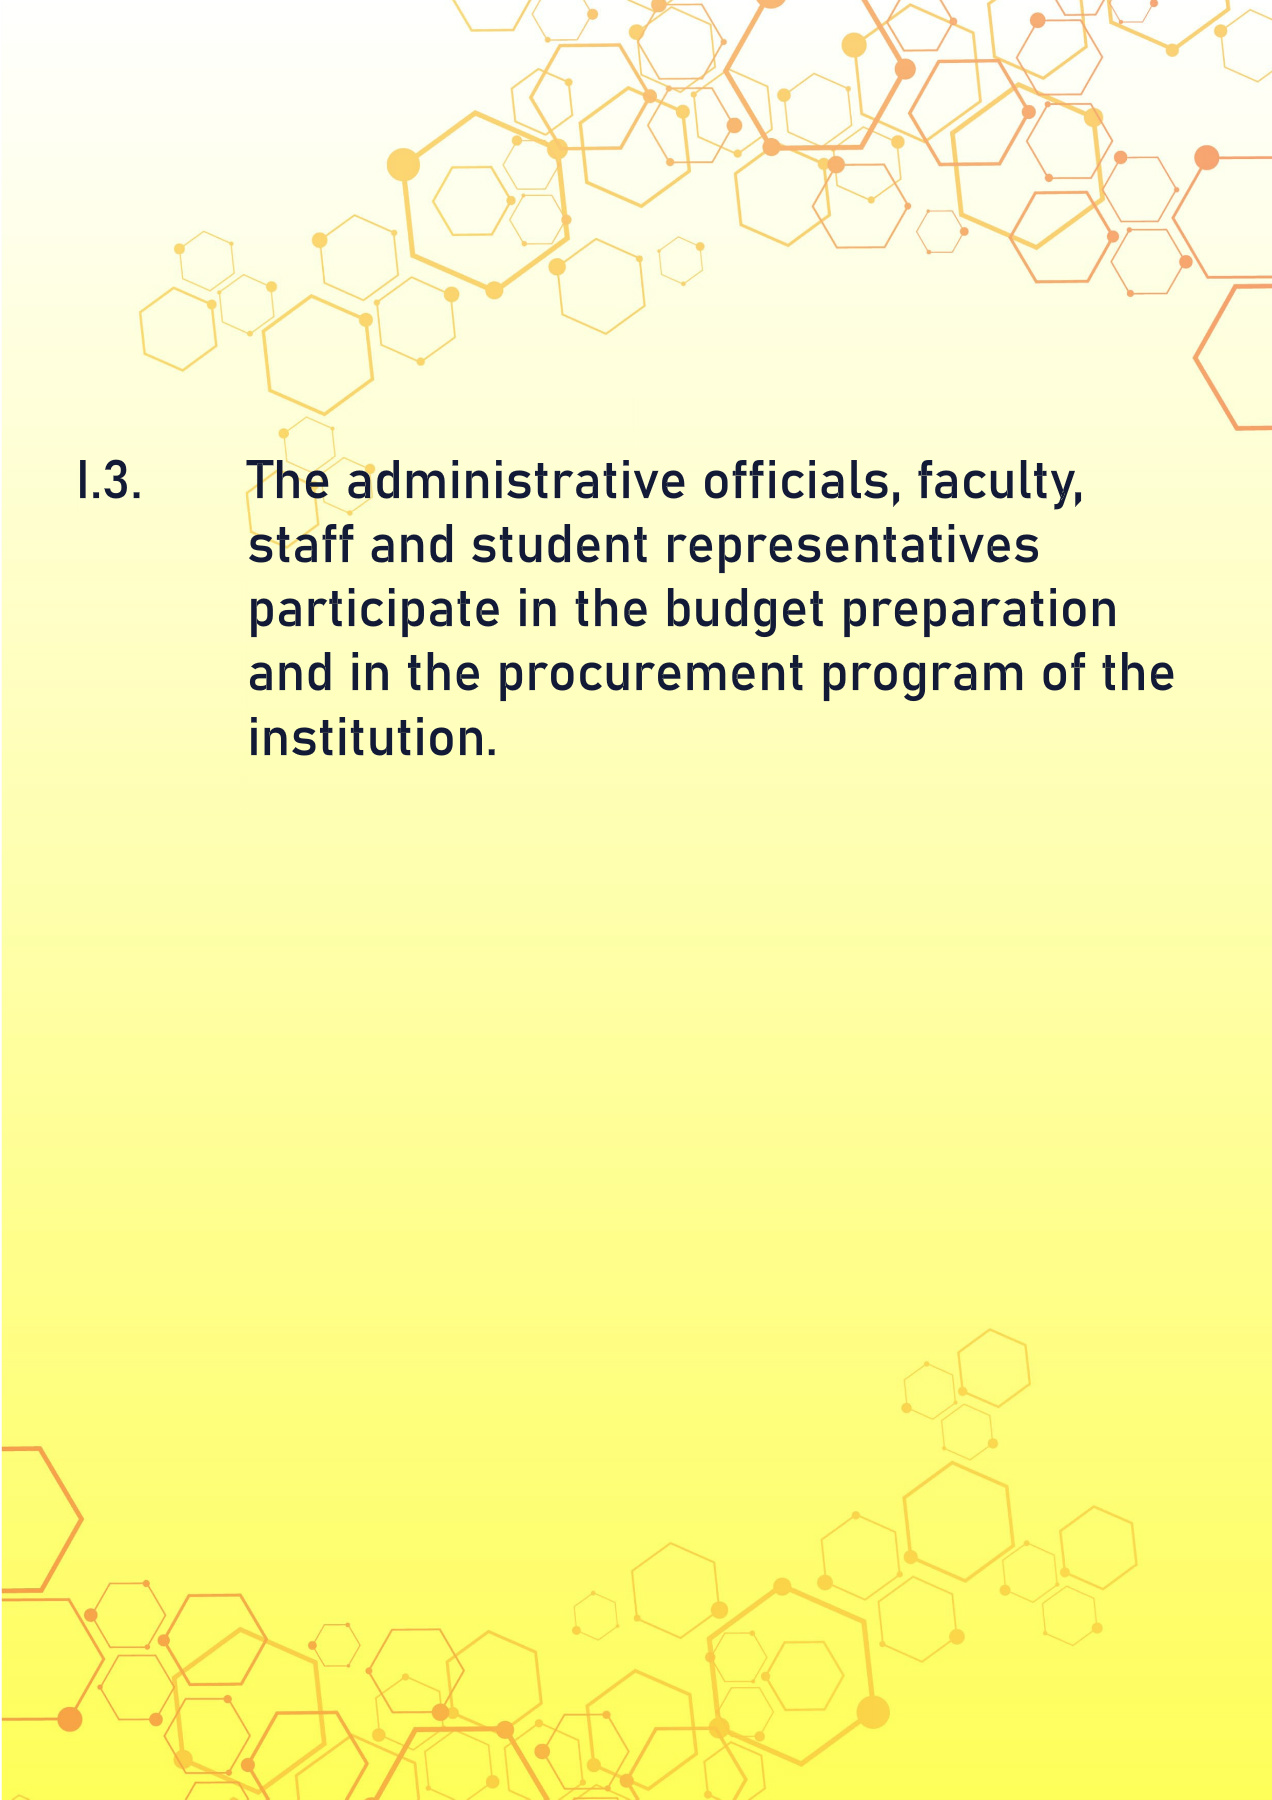 I.3. The administrative officials, faculty,
staff and student representatives
participate in the budget preparation
and in the procurement program of the
institution.